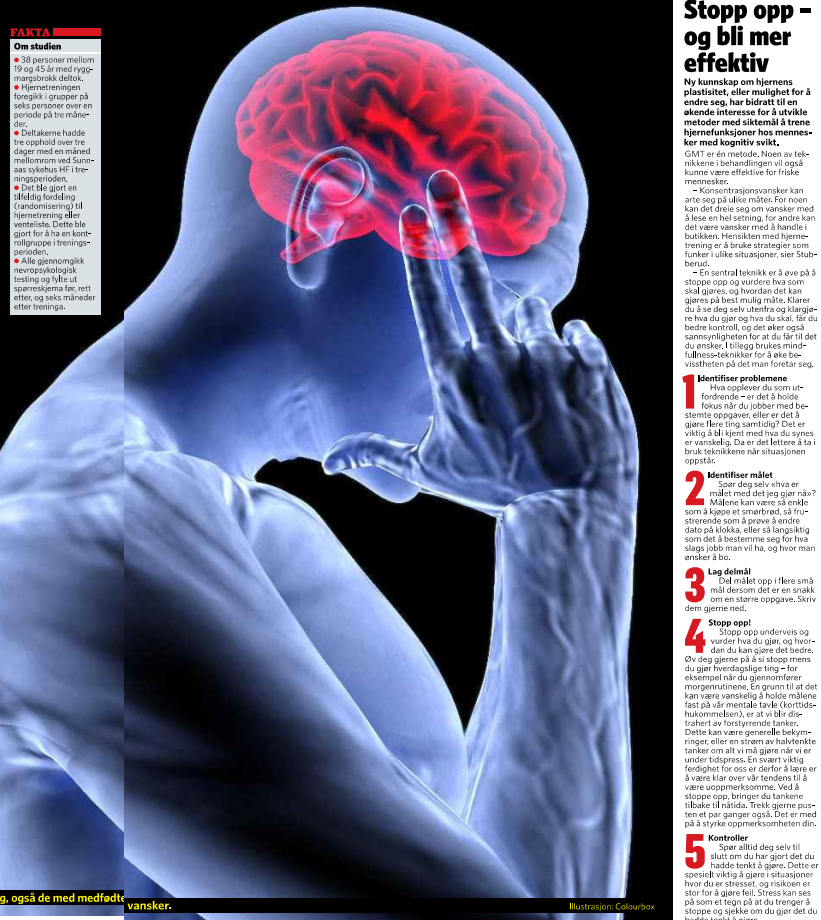 FAKTA
Om studien
● 38 personer mellom
19 og 45 år med rygg-
margsbrokk deltok.
● Hjernetreningen
foregikk i grupper på
seks personer over en
periode på tre måne-
der.
● Deltakerne hadde
tre opphold over tre
dager med en måned
mellomrom ved Sunn-
aas sykehus HF i tre-
ningsperioden.
● Det ble gjort en
tilfeldig fordeling
(randomisering) til
hjernetrening eller
venteliste. Dette ble
gjort for å ha en kont-
rollgruppe i trenings-
perioden.
● Alle gjennomgikk
nevropsykologisk
testing og fylte ut
spørreskjema før, rett
etter, og seks måneder
etter treninga.
g, også de med medfødte
vansker.
Illustrasjon: Colourbox
Stopp opp –
og bli mer
effektiv
Ny kunnskap om hjernens
plastisitet, eller mulighet for å
endre seg, har bidratt til en
økende interesse for å utvikle
metoder med siktemål å trene
hjernefunksjoner hos mennes-
ker med kognitiv svikt.
GMT er én metode. Noen av tek-
nikkene i behandlingen vil også
kunne være effektive for friske
mennesker.
– Konsentrasjonsvansker kan
arte seg på ulike måter. For noen
kan det dreie seg om vansker med
å lese en hel setning, for andre kan
det være vansker med å handle i
butikken. Hensikten med hjerne-
trening er å bruke strategier som
funker i ulike situasjoner, sier Stub-
berud.
– En sentral teknikk er å øve på å
stoppe opp og vurdere hva som
skal gjøres, og hvordan det kan
gjøres på best mulig måte. Klarer
du å se deg selv utenfra og klargjø-
re hva du gjør og hva du skal, får du
bedre kontroll, og det øker også
sannsynligheten for at du får til det
du ønsker. I tillegg brukes mind-
fullness-teknikker for å øke be-
visstheten på det man foretar seg.
1 Identifiser problemene
Hva opplever du som ut-
fordrende – er det å holde
fokus når du jobber med be-
stemte oppgaver, eller er det å
gjøre flere ting samtidig? Det er
viktig å bli kjent med hva du synes
er vanskelig. Da er det lettere å ta i
bruk teknikkene når situasjonen
oppstår.
2 Identifiser målet
Spør deg selv «hva er
målet med det jeg gjør nå»?
Målene kan være så enkle
som å kjøpe et smørbrød, så fru-
strerende som å prøve å endre
dato på klokka, eller så langsiktig
som det å bestemme seg for hva
slags jobb man vil ha, og hvor man
ønsker å bo.
3 Lag delmål
Del målet opp i flere små
mål dersom det er en snakk
om en større oppgave. Skriv
dem gjerne ned.
4 Stopp opp!
Stopp opp underveis og
vurder hva du gjør, og hvor-
dan du kan gjøre det bedre.
Øv deg gjerne på å si stopp mens
du gjør hverdagslige ting – for
eksempel når du gjennomfører
morgenrutinene. En grunn til at det
kan være vanskelig å holde målene
fast på vår mentale tavle (korttids-
hukommelsen), er at vi blir dis-
trahert av forstyrrende tanker.
Dette kan være generelle bekym-
ringer, eller en strøm av halvtenkte
tanker om alt vi må gjøre når vi er
under tidspress. En svært viktig
ferdighet for oss er derfor å lære er
å være klar over vår tendens til å
være uoppmerksomme. Ved å
stoppe opp, bringer du tankene
tilbake til nåtida. Trekk gjerne pus-
ten et par ganger også. Det er med
på å styrke oppmerksomheten din.
5 Kontroller
Spør alltid deg selv til
slutt om du har gjort det du
hadde tenkt å gjøre. Dette er
spesielt viktig å gjøre i situasjoner
hvor du er stresset, og risikoen er
stor for å gjøre feil. Stress kan ses
på som et tegn på at du trenger å
stoppe og sjekke om du gjør det du
hadde tenkt å gjøre.